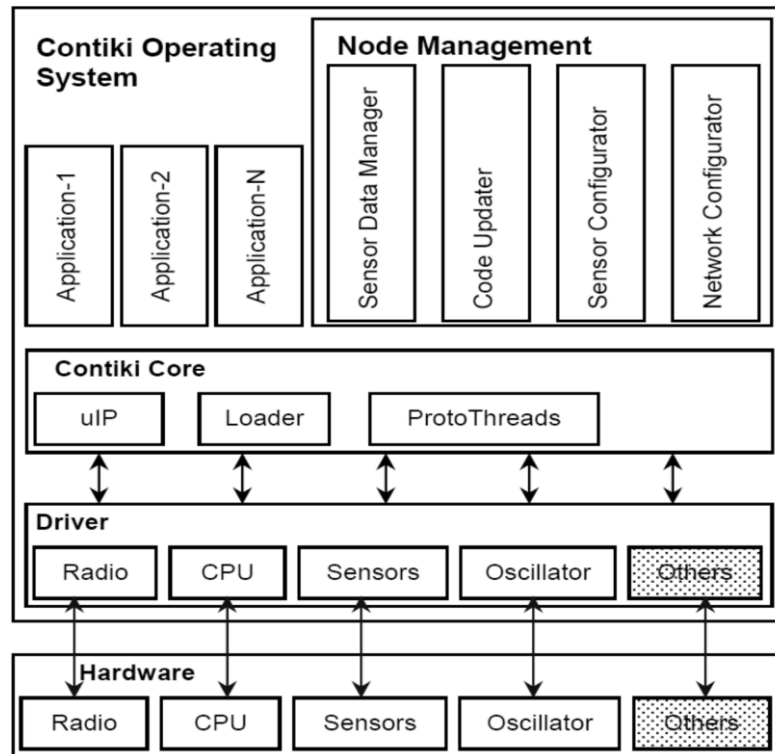 Contiki Operating
System
Node Management
Application-1
Application-2
Application-N
Sensor Data Manager
Code Updater
Sensor Configurator
Network Configurator
Contiki Core
uIP
Loader
ProtoThreads
Driver
Radio
CPU
Sensors
Oscillator
Others
Hardware
Radio
CPU
Sensors
Oscillator
Others